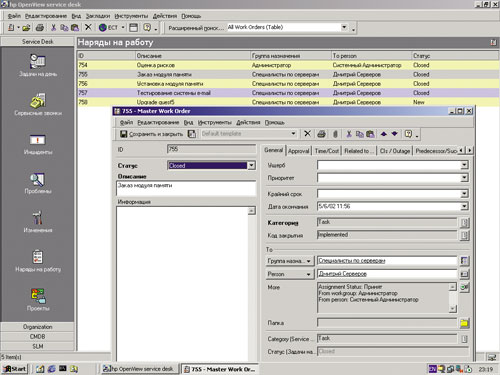 hp OpenView service desk
Файл Редактирование Вид Закладки Инструменты Действия Помощь
ECT
Расширенный поиск... All Work Orders (Table)
Service Desk
Наряды на работу
ID Описание Группа назначения To person Статус
754 Оценка рисков Администратор Системный Администратор Closed
755 Заказ модуля памяти Специалисты по серверам Дмитрий Серверов Closed
756 Установка модуля памяти Специалисты по серверам Дмитрий Серверов Closed
757 Тестирование системы e-mail Специалисты по серверам Дмитрий Серверов Closed
758 Upgrade quest5 Специалисты по серверам Дмитрий Серверов New
Задачи на день
Сервисные звонки
Инциденты
Проблемы
Изменения
Наряды на работу
Проекты
Organization
CMDB
SLM
5 Item(s)
755 - Master Work Order
Файл Редактирование Вид Инструменты Действия Помощь
Сохранить и закрыть Default template
ID 755
Статус Closed
Описание
Заказ модуля памяти
Информация
General Approval Time/Cost Related to ... CIs / Outage Predecessor/Suc
Ущерб
Приоритет
Крайний срок
Дата окончания 5/6/02 11:56
Категория Task
Код закрытия Implemented
To
Группа назна... Специалисты по серверам
Person Дмитрий Серверов
More Assignment Status: Принят
From workgroup: Администратор
From person: Системный Администратор
Папка
Category (Service ... Task
Статус (Задачи на... Closed
Start hp OpenView service desk 755 - Master Work Or... EN 23:19